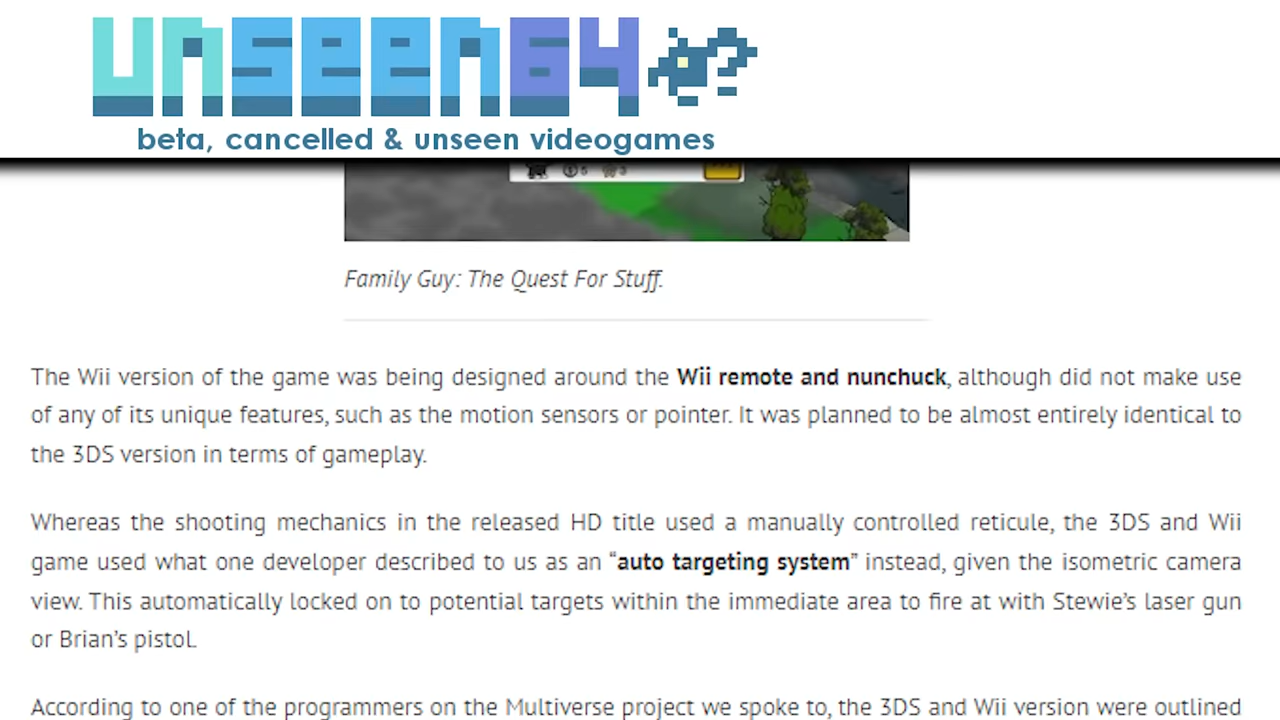 unseen64
beta, cancelled & unseen videogames
5 3
Family Guy: The Quest For Stuff.
The Wii version of the game was being designed around the Wii remote and nunchuck, although did not make use
of any of its unique features, such as the motion sensors or pointer. It was planned to be almost entirely identical to
the 3DS version in terms of gameplay.
Whereas the shooting mechanics in the released HD title used a manually controlled reticule, the 3DS and Wii
game used what one developer described to us as an “auto targeting system” instead, given the isometric camera
view. This automatically locked on to potential targets within the immediate area to fire at with Stewie’s laser gun
or Brian’s pistol.
According to one of the programmers on the Multiverse project we spoke to, the 3DS and Wii version were outlined